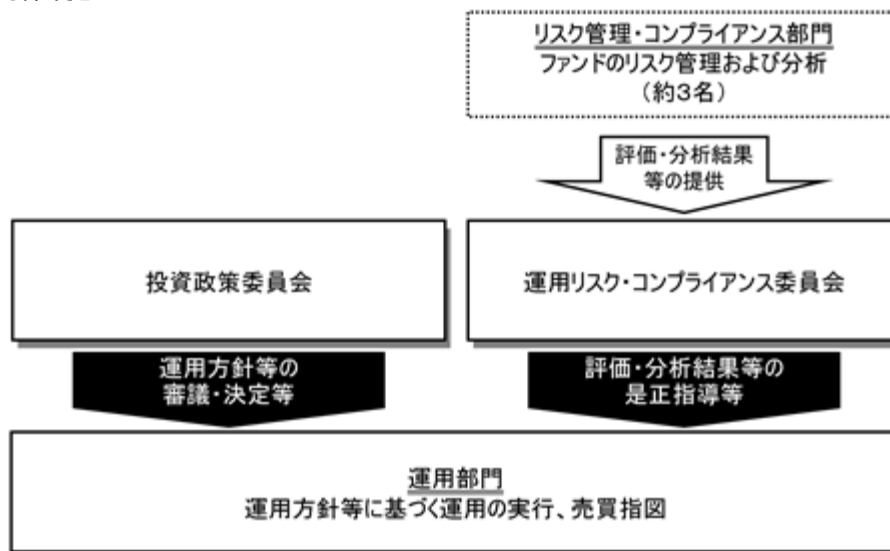 リスク管理・コンプライアンス部門
ファンドのリスク管理および分析
（約３名）
評価・分析結果
等の提供
投資政策委員会
運用リスク・コンプライアンス委員会
運用方針等の
審議・決定等
評価・分析結果等の
是正指導等
運用部門
運用方針等に基づく運用の実行、売買指図